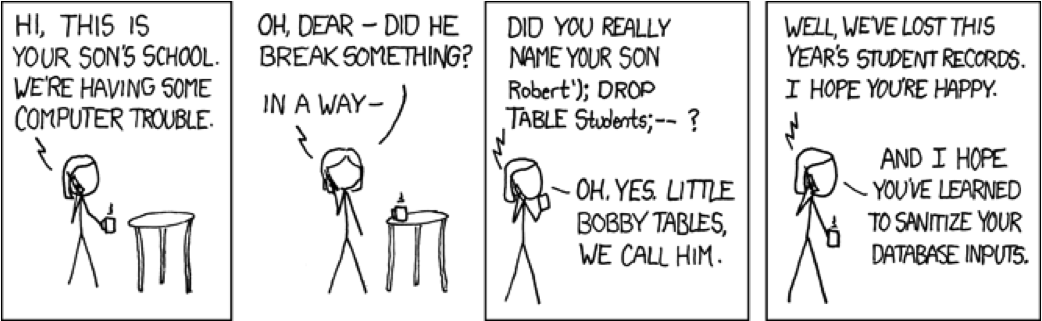 HI, THIS IS
YOUR SON'S SCHOOL.
WE'RE HAVING SOME
COMPUTER TROUBLE.
OH, DEAR – DID HE
BREAK SOMETHING?
IN A WAY–
DID YOU REALLY
NAME YOUR SON
Robert'); DROP
TABLE Students;-- ?
OH. YES. LITTLE
BOBBY TABLES,
WE CALL HIM.
WELL, WE'VE LOST THIS
YEAR'S STUDENT RECORDS.
I HOPE YOU'RE HAPPY.
AND I HOPE
YOU'VE LEARNED
TO SANITIZE YOUR
DATABASE INPUTS.